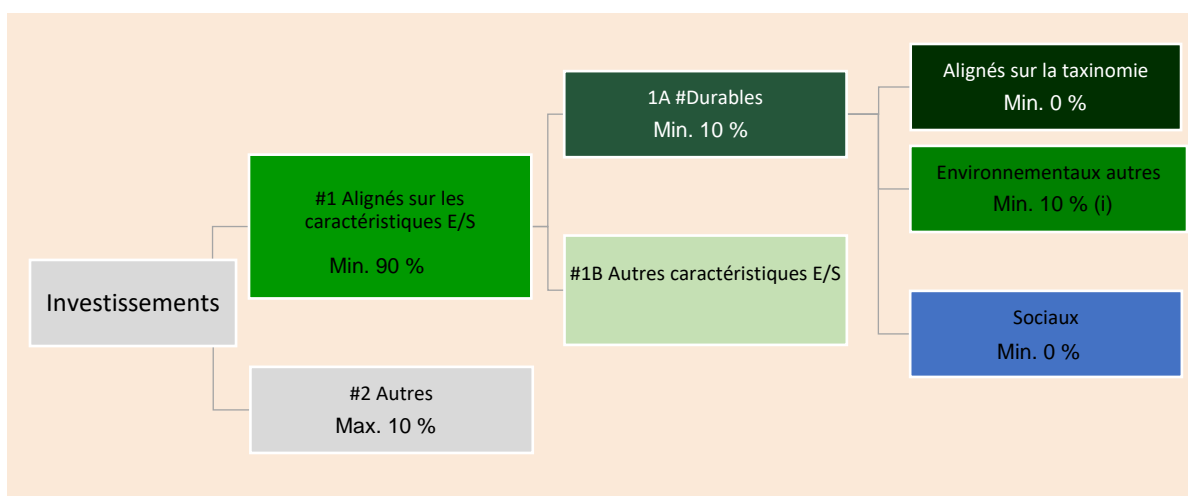 Investissements
#1 Alignés sur les
caractéristiques E/S
Min. 90 %
#2 Autres
Max. 10 %
1A #Durables
Min. 10 %
#1B Autres caractéristiques E/S
Alignés sur la taxinomie
Min. 0 %
Environnementaux autres
Min. 10 % (i)
Sociaux
Min. 0 %